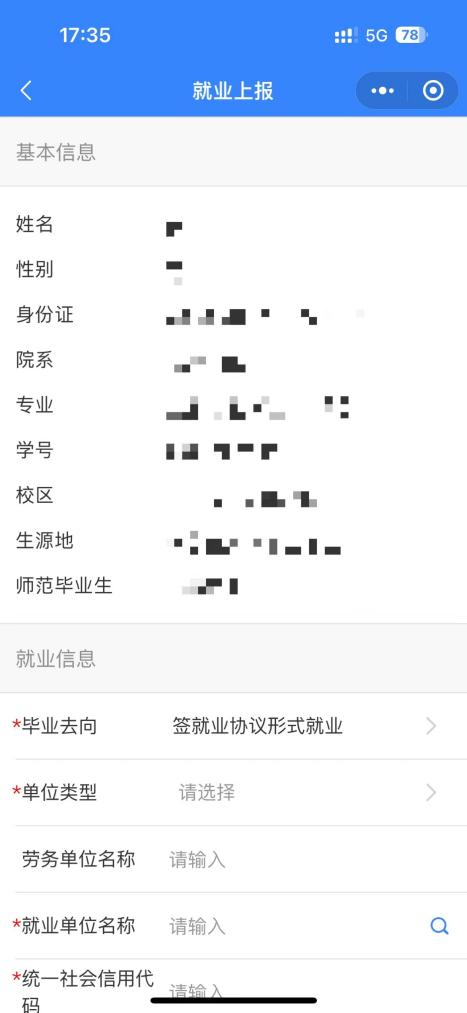 17:35 5G 78
就业上报
基本信息
姓名
性别
身份证
院系
专业
学号
校区
生源地
师范毕业生
就业信息
*毕业去向 签就业协议形式就业
*单位类型 请选择
劳务单位名称 请输入
*就业单位名称 请输入
*统一社会信用代
码 请输入